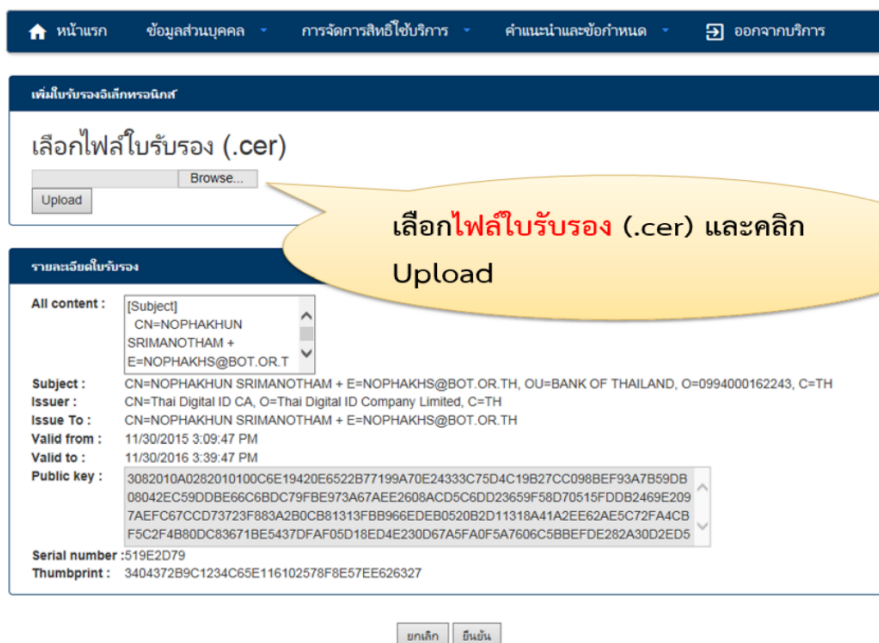 หน้าแรก ข้อมูลส่วนบุคคล การจัดการสิทธิ์ใช้บริการ คำแนะนำและข้อกำหนด ออกจากบริการ
เพิ่มใบรับรองอิเล็กทรอนิกส์
เลือกไฟล์ใบรับรอง (.cer)
Browse...
Upload
เลือกไฟล์ใบรับรอง (.cer) และคลิก
Upload
รายละเอียดใบรับรอง
All content :
[Subject]
CN=NOPHAKHUN
SRIMANOTHAM +
E=NOPHAKHS@BOT.OR.T
Subject : CN=NOPHAKHUN SRIMANOTHAM + E=NOPHAKHS@BOT.OR.TH, OU=BANK OF THAILAND, O=0994000162243, C=TH
Issuer : CN=Thai Digital ID CA, O=Thai Digital ID Company Limited, C=TH
Issue To : CN=NOPHAKHUN SRIMANOTHAM + E=NOPHAKHS@BOT.OR.TH
Valid from : 11/30/2015 3:09:47 PM
Valid to : 11/30/2016 3:39:47 PM
Public key : 3082010A0282010100C6E19420E6522B77199A70E24333C75D4C19B27CC098BEF93A7B59DB
08042EC59DDBE66C6BDC79FBE973A67AEE2608ACD5C6DD23659F58D70515FDDB2469E209
7AEFC67CCD73723F883A2B0CB81313FBB966EDEB0520B2D11318A41A2EE62AE5C72FA4CB
F5C2F4B80DC83671BE5437DFAF05D18ED4E230D67A5FA0F5A7606C5BBEFDE282A30D2ED5
Serial number :519E2D79
Thumbprint : 3404372B9C1234C65E116102578F8E57EE626327
ยกเลิก ยืนยัน